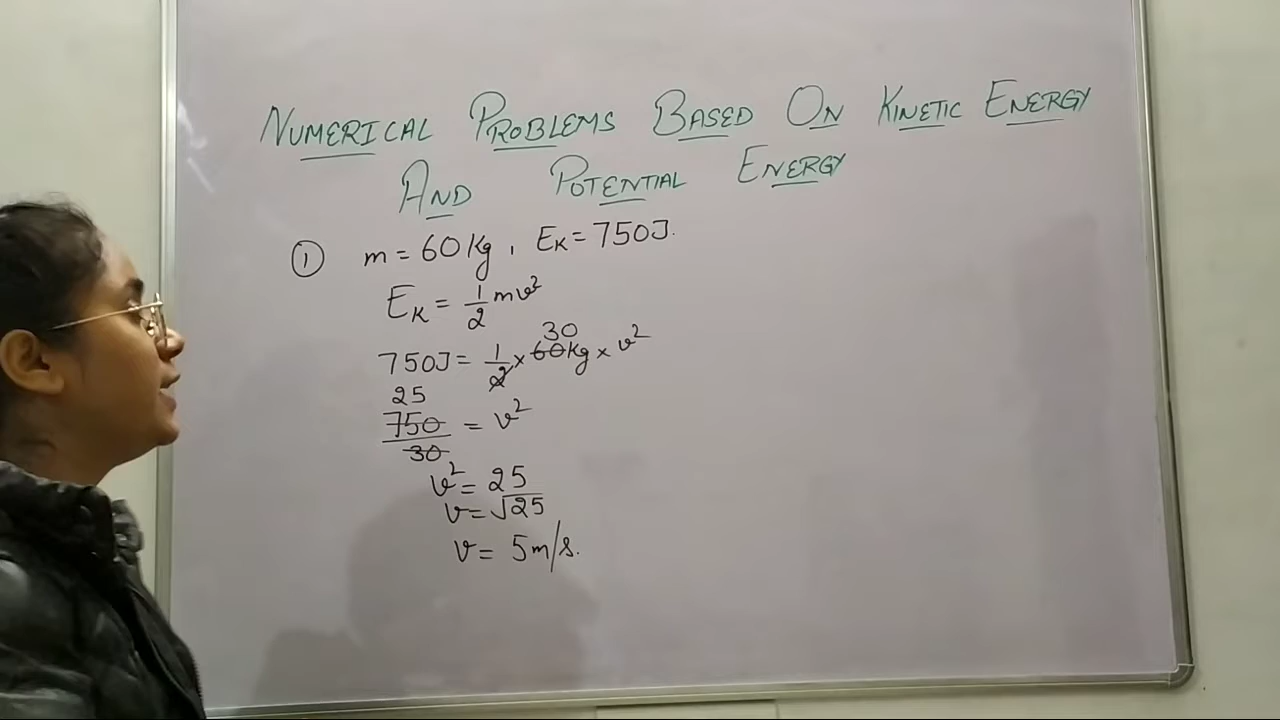 NUMERICAL PROBLEMS BASED ON KINETIC ENERGY
AND POTENTIAL ENERGY
① m = 60 Kg, EK = 750J.
EK = 1/2 mv²
30
750J = 1/2 × 60Kg × v²
25
750/30 = v²
v² = 25
v = √25
v = 5m/s.